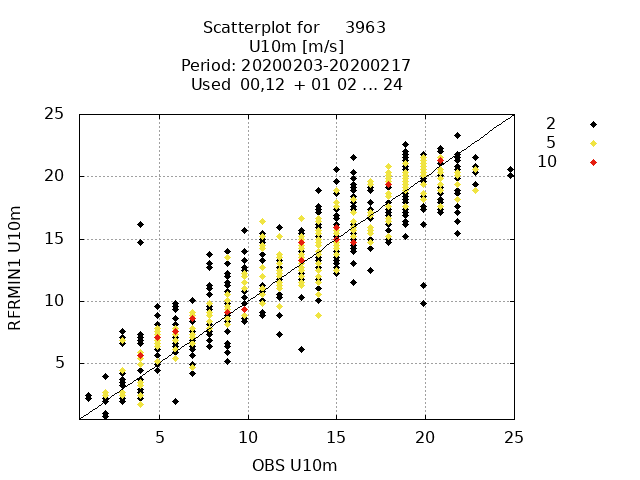 Scatterplot for 3963
U10m [m/s]
Period: 20200203-20200217
Used 00,12 + 01 02 ... 24
25
20
15
10
5
RFRMIN1 U10m
5 10 15 20 25
OBS U10m
2
5
10